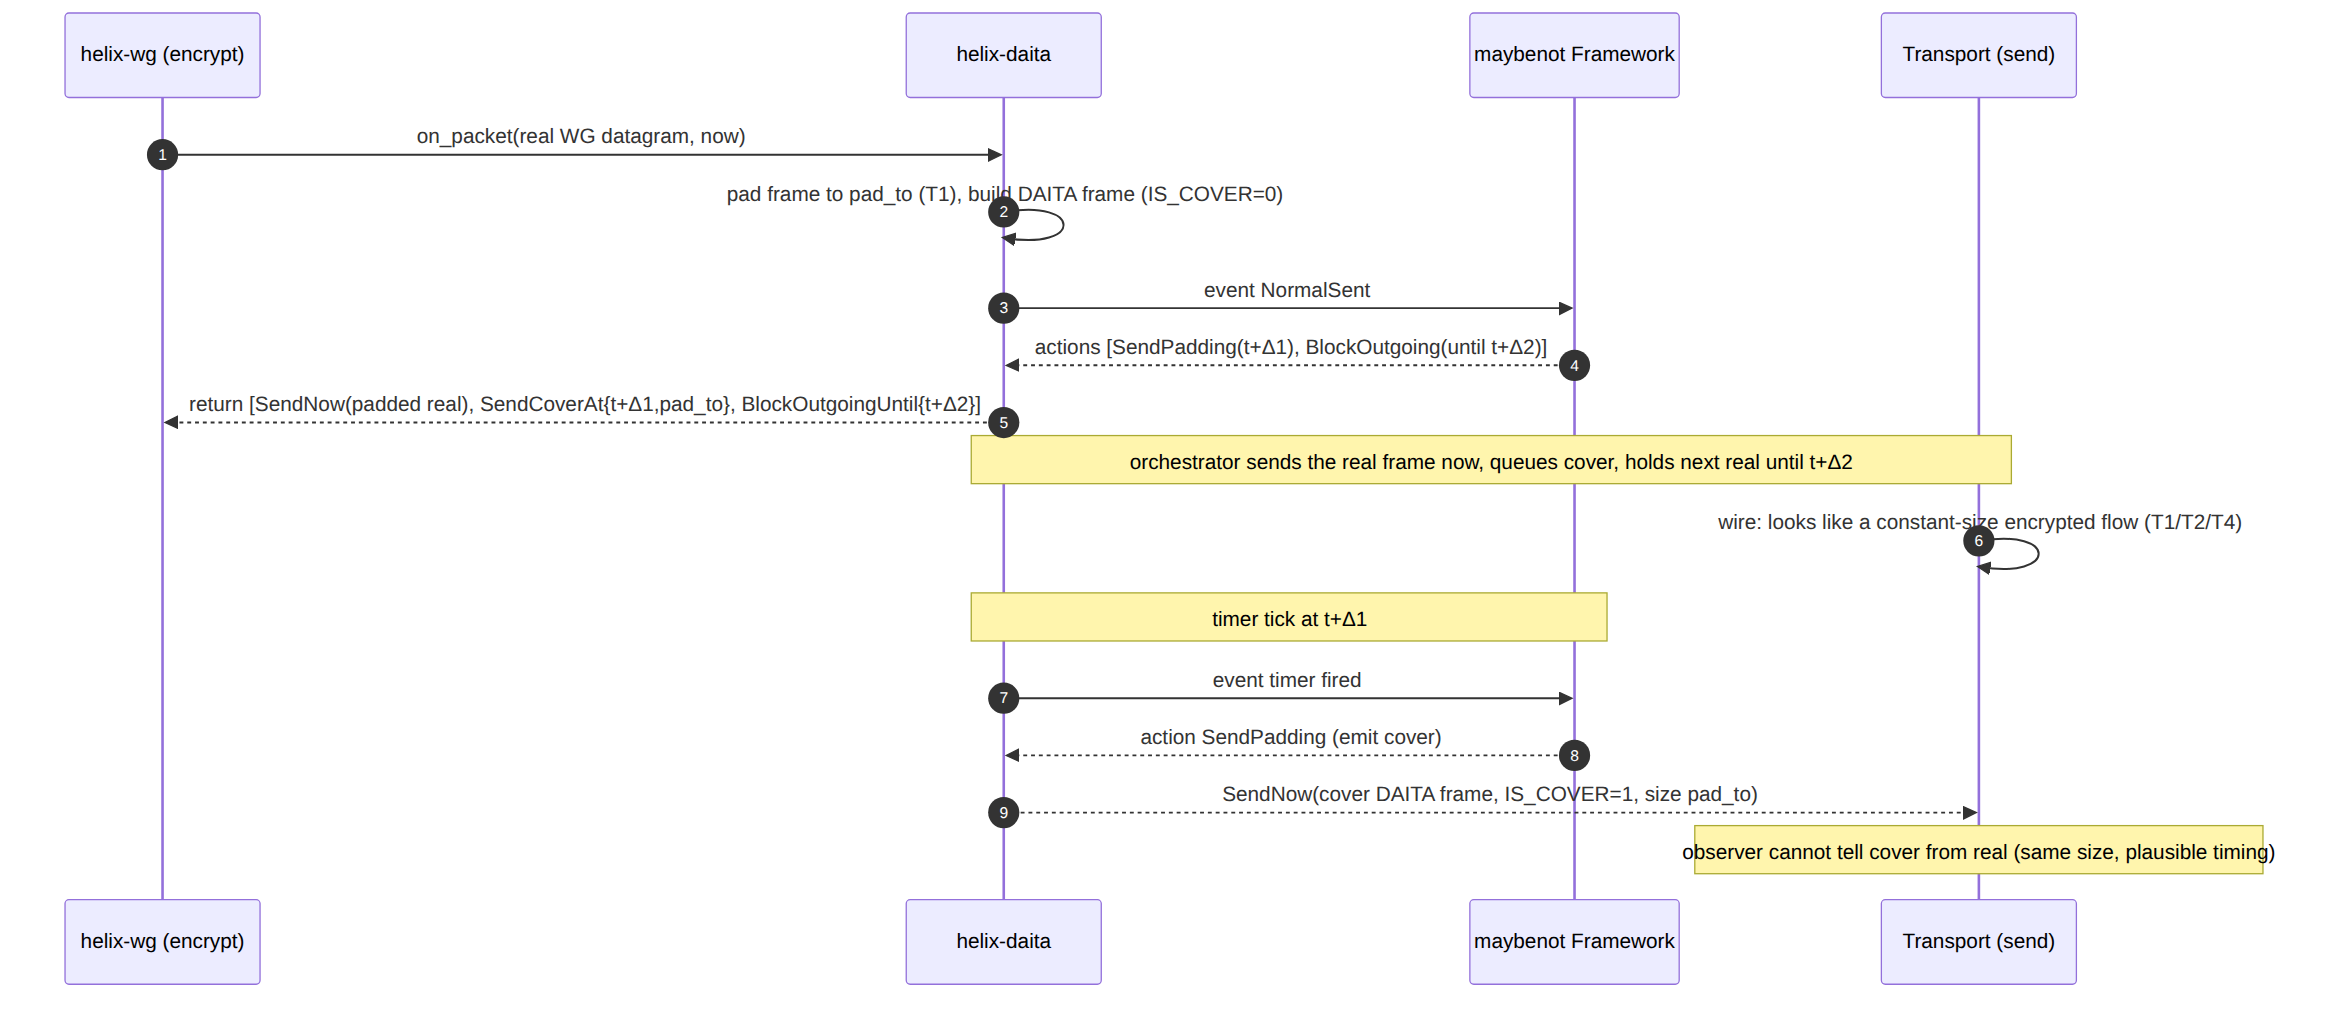 helix-wg (encrypt)
helix-daita
maybenot Framework
Transport (send)
on_packet(real WG datagram, now)
1
pad frame to pad_to (T1), build DAITA frame (IS_COVER=0)
2
event NormalSent
3
actions [SendPadding(t+Δ1), BlockOutgoing(until t+Δ2)]
4
return [SendNow(padded real), SendCoverAt{t+Δ1,pad_to}, BlockOutgoingUntil{t+Δ2}]
5
orchestrator sends the real frame now, queues cover, holds next real until t+Δ2
wire: looks like a constant-size encrypted flow (T1/T2/T4)
6
timer tick at t+Δ1
event timer fired
7
action SendPadding (emit cover)
8
SendNow(cover DAITA frame, IS_COVER=1, size pad_to)
9
observer cannot tell cover from real (same size, plausible timing)
helix-wg (encrypt)
helix-daita
maybenot Framework
Transport (send)